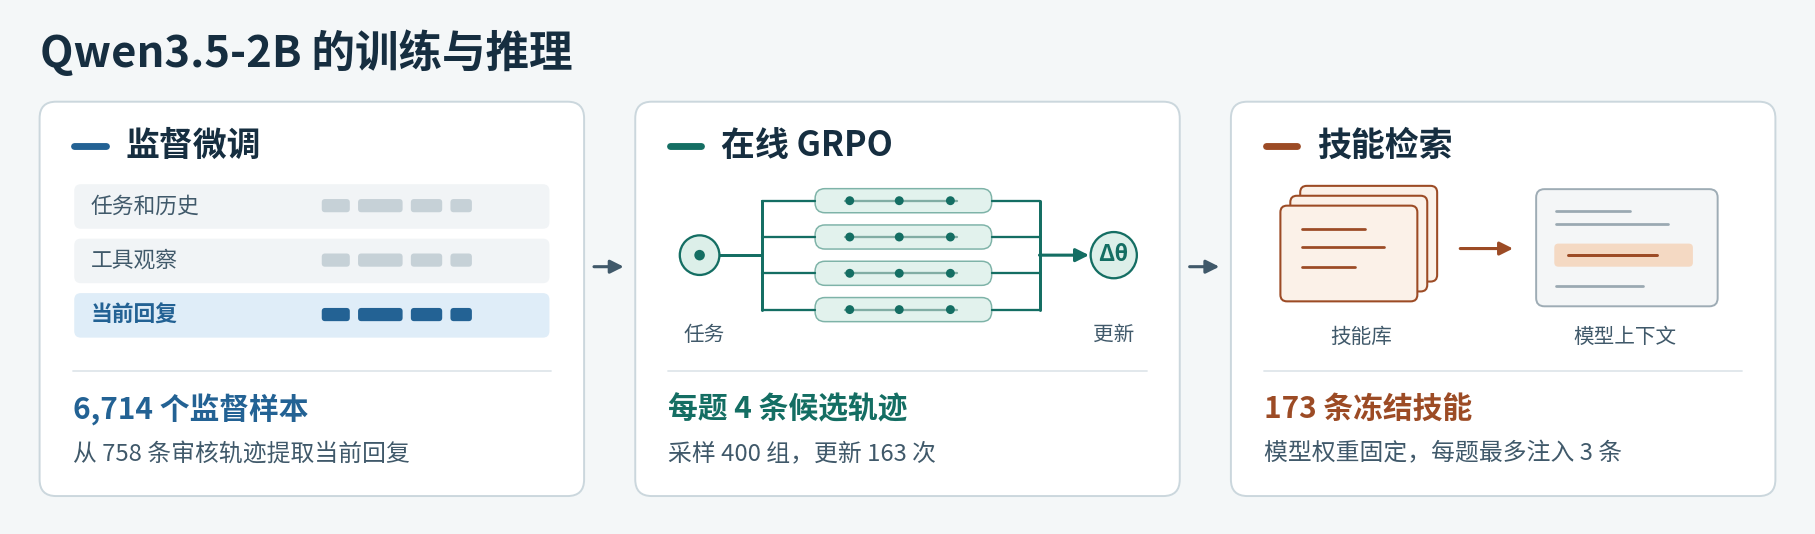 Qwen3.5-2B 的训练与推理
监督微调
任务和历史
工具观察
当前回复
6,714 个监督样本
从 758 条审核轨迹提取当前回复
在线 GRPO
Δθ
任务
更新
每题 4 条候选轨迹
采样 400 组，更新 163 次
技能检索
技能库
模型上下文
173 条冻结技能
模型权重固定，每题最多注入 3 条